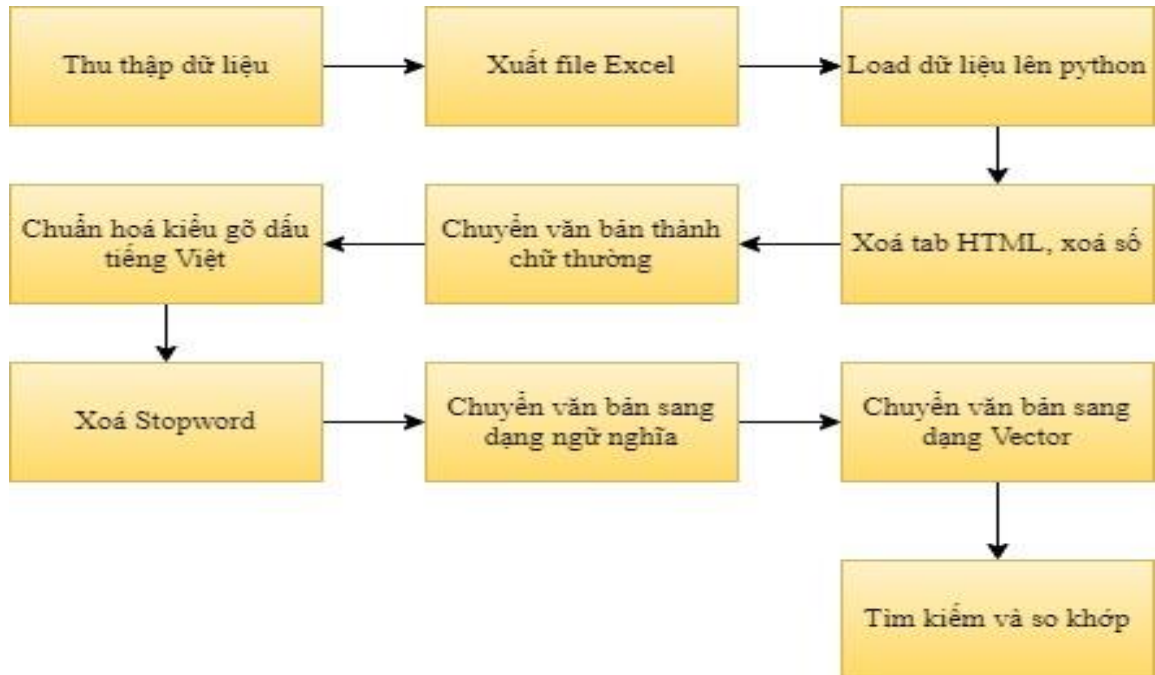 Thu thập dữ liệu
Xuất file Excel
Load dữ liệu lên python
Xoá tab HTML, xoá số
Chuyển văn bản thành
chữ thường
Chuẩn hoá kiểu gõ dấu
tiếng Việt
Xoá Stopword
Chuyển văn bản sang
dạng ngữ nghĩa
Chuyển văn bản sang
dạng Vector
Tìm kiếm và so khớp